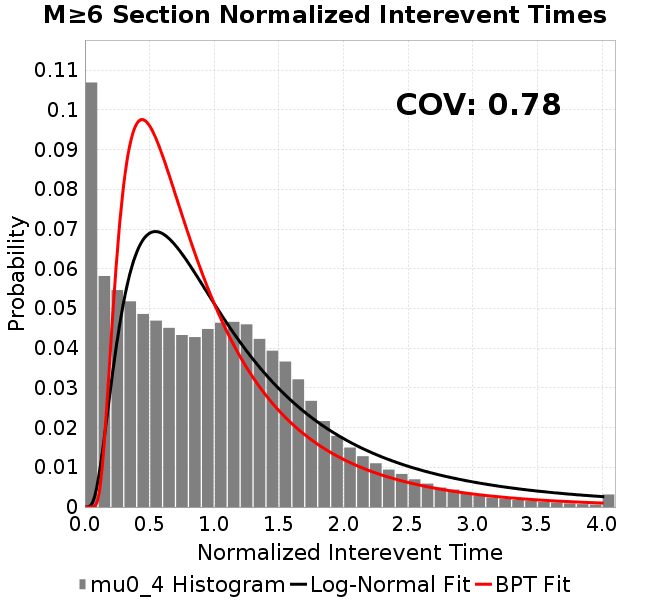 M≥6 Section Normalized Interevent Times
COV: 0.78
Probability
0.11
0.1
0.09
0.08
0.07
0.06
0.05
0.04
0.03
0.02
0.01
0
0.0 0.5 1.0 1.5 2.0 2.5 3.0 3.5 4.0
Normalized Interevent Time
mu0_4 Histogram Log-Normal Fit BPT Fit